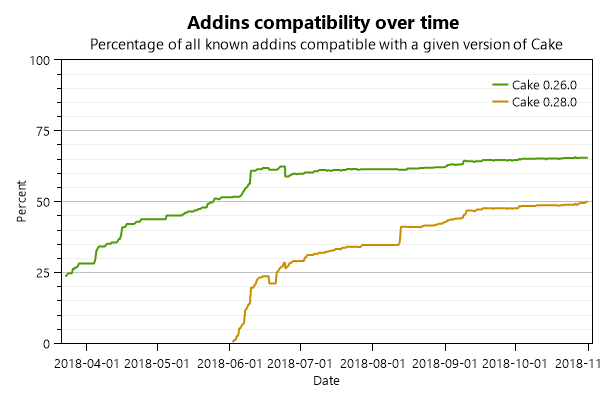 Addins compatibility over time
Percentage of all known addins compatible with a given version of Cake
100
75
50
25
0
Percent
Cake 0.26.0
Cake 0.28.0
2018-04-01 2018-05-01 2018-06-01 2018-07-01 2018-08-01 2018-09-01 2018-10-01 2018-11
Date